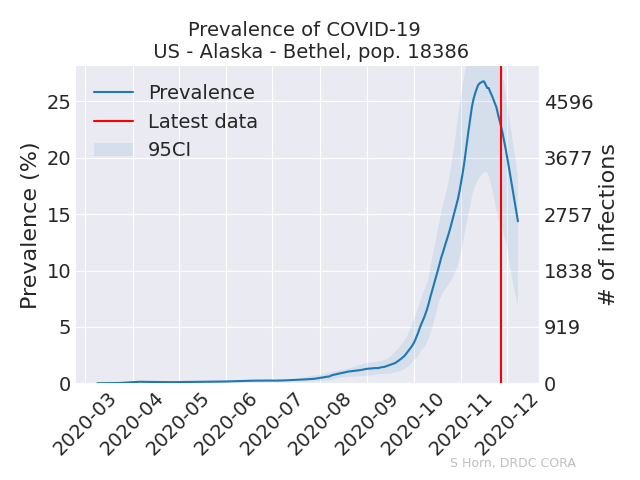 Prevalence of COVID-19
US - Alaska - Bethel, pop. 18386
Prevalence
Latest data
95CI
Prevalence (%)
25
20
15
10
5
0
4596
3677
2757
1838
919
0
# of infections
2020-03
2020-04
2020-05
2020-06
2020-07
2020-08
2020-09
2020-10
2020-11
2020-12
S Horn, DRDC CORA